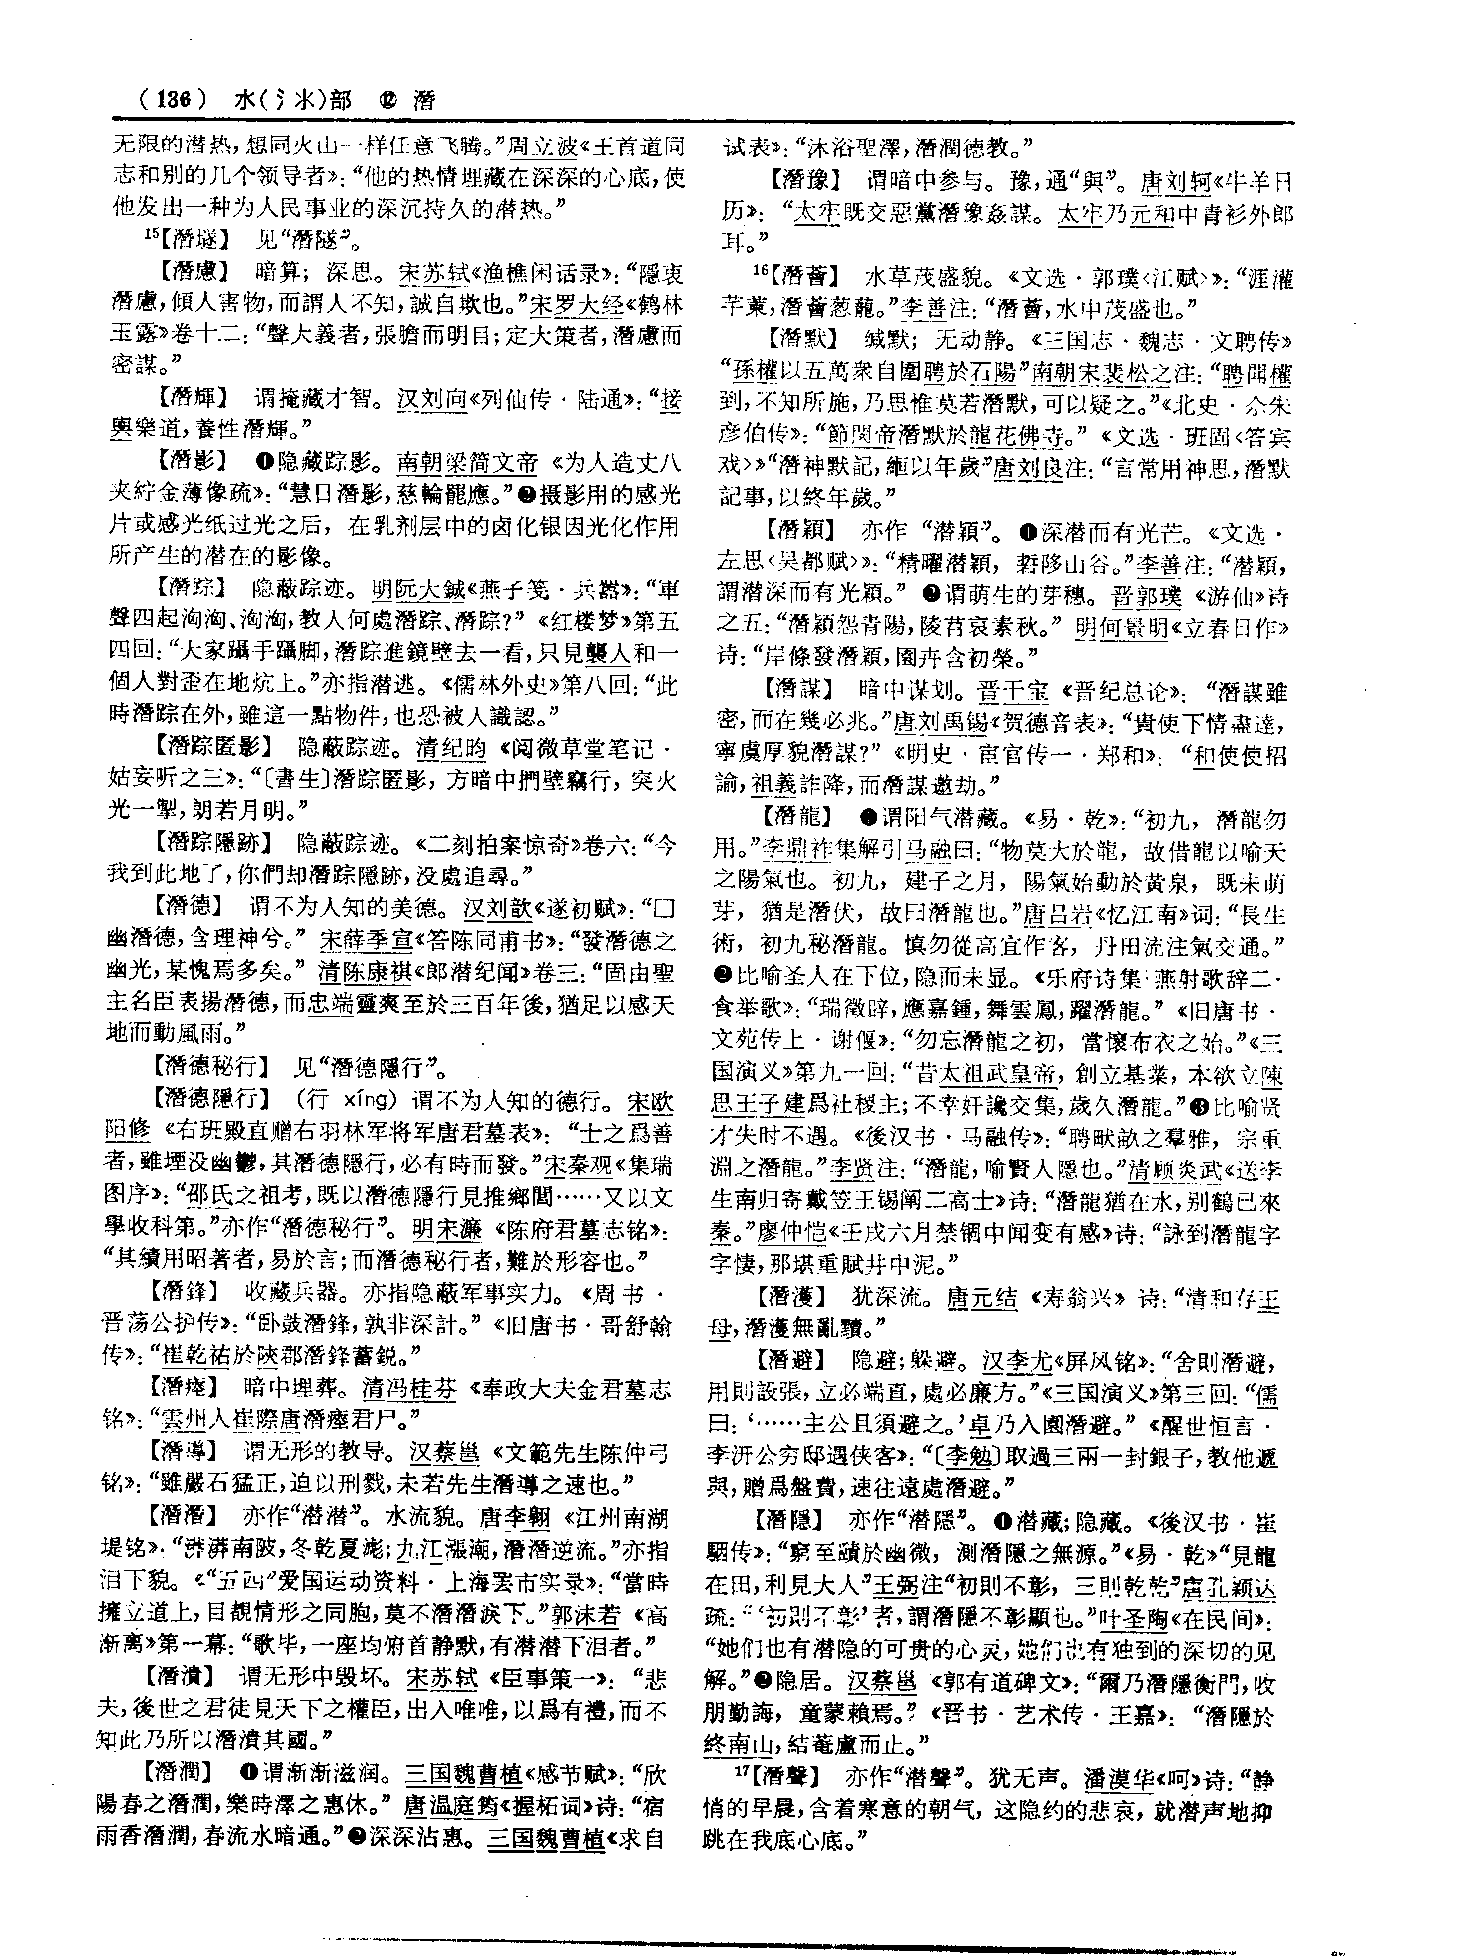 （136） 水(氵氺)部 ⑫ 潛
无限的潜热，想同火山一样任意飞腾。”周立波《王首道同
志和别的几个领导者》：“他的热情埋藏在深深的心底，使
他发出一种为人民事业的深沉持久的潜热。”
15【潛墢】 见“潛隧”。
【潛慮】 暗算；深思。宋苏轼《渔樵闲话录》：“隱衷
潛慮，傾人害物，而謂人不知，誠自欺也。”宋罗大经《鹤林
玉露》卷十二：“聲大義者，張膽而明目；定大策者，潛慮而
密謀。”
【潛輝】 谓掩藏才智。汉刘向《列仙传·陆通》：“接
輿樂道，養性潛輝。”
【潛影】 ❶隐藏踪影。南朝梁简文帝《为人造丈八
夹紵金薄像疏》：“慧日潛影，慈輪罷應。”❷摄影用的感光
片或感光纸过光之后，在乳剂层中的卤化银因光化作用
所产生的潜在的影像。
【潛踪】 隐蔽踪迹。明阮大鋮《燕子笺·兵嚣》：“軍
聲四起洶洶、洶洶，教人何處潛踪、潛踪？”《红楼梦》第五
四回：“大家躡手躡脚，潛踪進鏡壁去一看，只見襲人和一
個人對歪在地炕上。”亦指潜逃。《儒林外史》第八回：“此
時潛踪在外，雖這一點物件，也恐被人識認。”
【潛踪匿影】 隐蔽踪迹。清纪昀《阅微草堂笔记·
姑妄听之三》：“〔書生〕潛踪匿影，方暗中捫壁竊行，突火
光一掣，朗若月明。”
【潛踪隱跡】 隐蔽踪迹。《二刻拍案惊奇》卷六：“今
我到此地了，你們却潛踪隱跡，没處追尋。”
【潛德】 谓不为人知的美德。汉刘歆《遂初赋》：“囗
幽潛德，含理神兮。”宋薛季宣《答陈同甫书》：“發潛德之
幽光，某愧焉多矣。”清陈康祺《郎潜纪闻》卷三：“固由聖
主名臣表揚潛德，而忠端靈爽至於三百年後，猶足以感天
地而動風雨。”
【潛德秘行】 见“潛德隱行”。
【潛德隱行】 （行 xíng）谓不为人知的德行。宋欧
阳修《右班殿直赠右羽林军将军唐君墓表》：“士之爲善
者，雖堙没幽鬱，其潛德隱行，必有時而發。”宋秦观《集瑞
图序》：“邵氏之祖考，既以潛德隱行見推鄉閭……又以文
學收科第。”亦作“潛德秘行”。明宋濂《陈府君墓志铭》：
“其績用昭著者，易於言；而潛德秘行者，難於形容也。”
【潛鋒】 收藏兵器。亦指隐蔽军事实力。《周书·
晋荡公护传》：“卧鼓潛鋒，孰非深計。”《旧唐书·哥舒翰
传》：“崔乾祐於陝郡潛鋒蓄鋭。”
【潛瘞】 暗中埋葬。清冯桂芬《奉政大夫金君墓志
铭》：“雲州人崔際唐潛瘞君尸。”
【潛導】 谓无形的教导。汉蔡邕《文範先生陈仲弓
铭》：“雖嚴石猛正，迫以刑戮，未若先生潛導之速也。”
【潛潛】 亦作“潜潜”。水流貌。唐李翱《江州南湖
堤铭》：“漭漭南陂，冬乾夏滮；九江漲潮，潛潛逆流。”亦指
泪下貌。《“五四”爱国运动资料·上海罢市实录》：“當時
擁立道上，目覩情形之同胞，莫不潛潛淚下。”郭沫若《高
渐离》第一幕：“歌毕，一座均俯首静默，有潜潜下泪者。”
【潛潰】 谓无形中毁坏。宋苏轼《臣事策一》：“悲
夫，後世之君徒見天下之權臣，出入唯唯，以爲有禮，而不
知此乃所以潛潰其國。”
【潛潤】 ❶谓渐渐滋润。三国魏曹植《感节赋》：“欣
陽春之潛潤，樂時澤之惠休。”唐温庭筠《握柘词》诗：“宿
雨香潛潤，春流水暗通。”❷深深沾惠。三国魏曹植《求自
试表》：“沐浴聖澤，潛潤德教。”
【潛豫】 谓暗中参与。豫，通“與”。唐刘轲《牛羊日
历》：“太牢既交惡黨潛豫姦謀。太牢乃元和中青衫外郎
耳。”
16【潛薈】 水草茂盛貌。《文选·郭璞〈江赋〉》：“涯灌
芊萰，潛薈葱蘢。”李善注：“潛薈，水中茂盛也。”
【潛默】 缄默；无动静。《三国志·魏志·文聘传》
“孫權以五萬衆自圍聘於石陽”南朝宋裴松之注：“聘聞權
到，不知所施，乃思惟莫若潛默，可以疑之。”《北史·尒朱
彦伯传》：“節閔帝潛默於龍花佛寺。”《文选·班固〈答宾
戏〉》“潛神默記，緪以年歲”唐刘良注：“言常用神思，潛默
記事，以終年歲。”
【潛穎】 亦作“潜穎”。❶深潜而有光芒。《文选·
左思〈吴都赋〉》：“精曜潜穎，硩陊山谷。”李善注：“潜穎，
謂潜深而有光穎。”❷谓萌生的芽穗。晋郭璞《游仙》诗
之五：“潛穎怨青陽，陵苕哀素秋。”明何景明《立春日作》
诗：“岸條發潛穎，園卉含初榮。”
【潛謀】 暗中谋划。晋干宝《晋纪总论》：“潛謀雖
密，而在幾必兆。”唐刘禹锡《贺德音表》：“貴使下情盡達，
寧虞厚貌潛謀？”《明史·宦官传一·郑和》：“和使使招
諭，祖義詐降，而潛謀邀劫。”
【潛龍】 ❶谓阳气潜藏。《易·乾》：“初九，潛龍勿
用。”李鼎祚集解引马融曰：“物莫大於龍，故借龍以喻天
之陽氣也。初九，建子之月，陽氣始動於黄泉，既未萌
芽，猶是潛伏，故曰潛龍也。”唐吕岩《忆江南》词：“長生
術，初九秘潛龍。慎勿從高宜作客，丹田流注氣交通。”
❷比喻圣人在下位，隐而未显。《乐府诗集·燕射歌辞二·
食举歌》：“瑞徵辟，應嘉鍾，舞雲鳳，躍潛龍。”《旧唐书·
文苑传上·谢偃》：“勿忘潛龍之初，當懷布衣之始。”《三
国演义》第九一回：“昔太祖武皇帝，創立基業，本欲立陳
思王子建爲社稷主；不幸奸讒交集，歲久潛龍。”❸比喻贤
才失时不遇。《後汉书·马融传》：“聘畎畝之羣雅，宗重
淵之潛龍。”李贤注：“潛龍，喻賢人隱也。”清顾炎武《送李
生南归寄戴笠王锡阐二高士》诗：“潛龍猶在水，别鶴已來
秦。”廖仲恺《壬戌六月禁锢中闻变有感》诗：“詠到潛龍字
字悽，那堪重賦井中泥。”
【潛濩】 犹深流。唐元结《寿翁兴》诗：“清和存王
母，潛濩無亂黷。”
【潛避】 隐避；躲避。汉李尤《屏风铭》：“舍則潛避，
用則設張，立必端直，處必廉方。”《三国演义》第三回：“儒
曰：‘……主公且須避之。’卓乃入園潛避。”《醒世恒言·
李汧公穷邸遇侠客》：“〔李勉〕取過三兩一封銀子，教他遞
與，贈爲盤費，速往遠處潛避。”
【潛隱】 亦作“潜隱”。❶潜藏；隐藏。《後汉书·崔
駰传》：“窮至賾於幽微，測潛隱之無源。”《易·乾》“見龍
在田，利見大人”王弼注“初則不彰，三則乾乾”唐孔颖达
疏：“‘初則不彰’者，謂潛隱不彰顯也。”叶圣陶《在民间》：
“她们也有潜隐的可贵的心灵，她们也有独到的深切的见
解。”❷隐居。汉蔡邕《郭有道碑文》：“爾乃潛隱衡門，收
朋勤誨，童蒙賴焉。”《晋书·艺术传·王嘉》：“潛隱於
終南山，結菴廬而止。”
17【潛聲】 亦作“潜聲”。犹无声。潘漠华《呵》诗：“静
悄的早晨，含着寒意的朝气，这隐约的悲哀，就潜声地抑
跳在我底心底。”